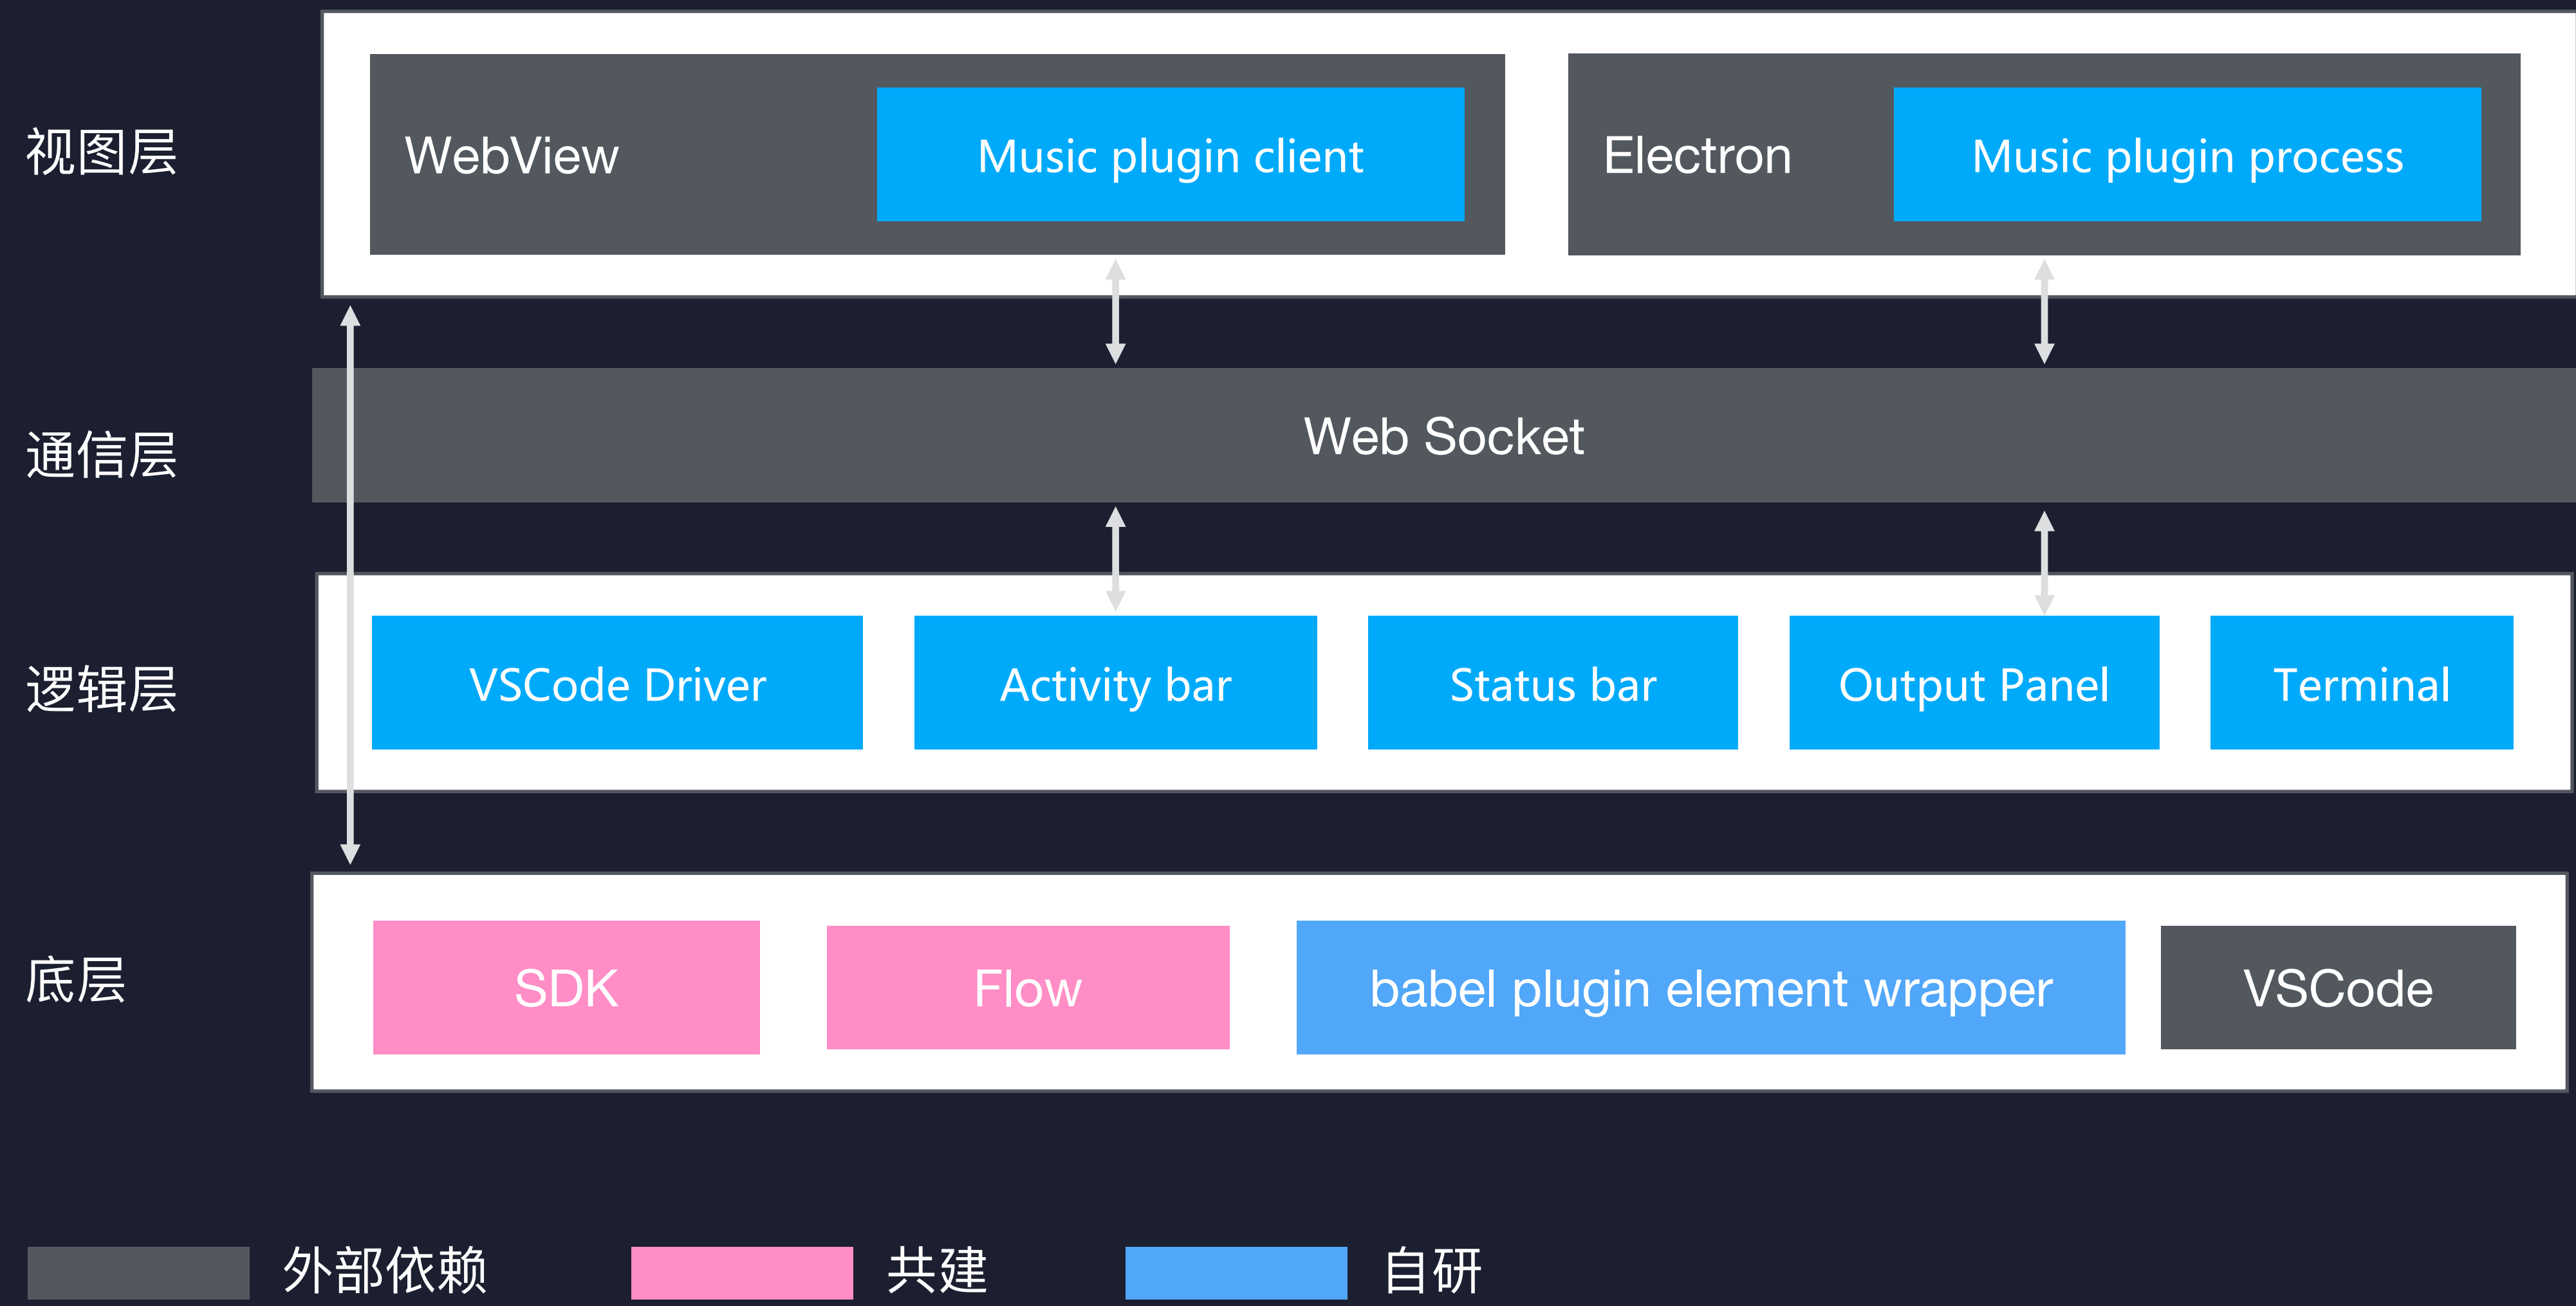 视图层
WebView
Music plugin client
Electron
Music plugin process
通信层
Web Socket
逻辑层
VSCode Driver
Activity bar
Status bar
Output Panel
Terminal
底层
SDK
Flow
babel plugin element wrapper
VSCode
外部依赖
共建
自研